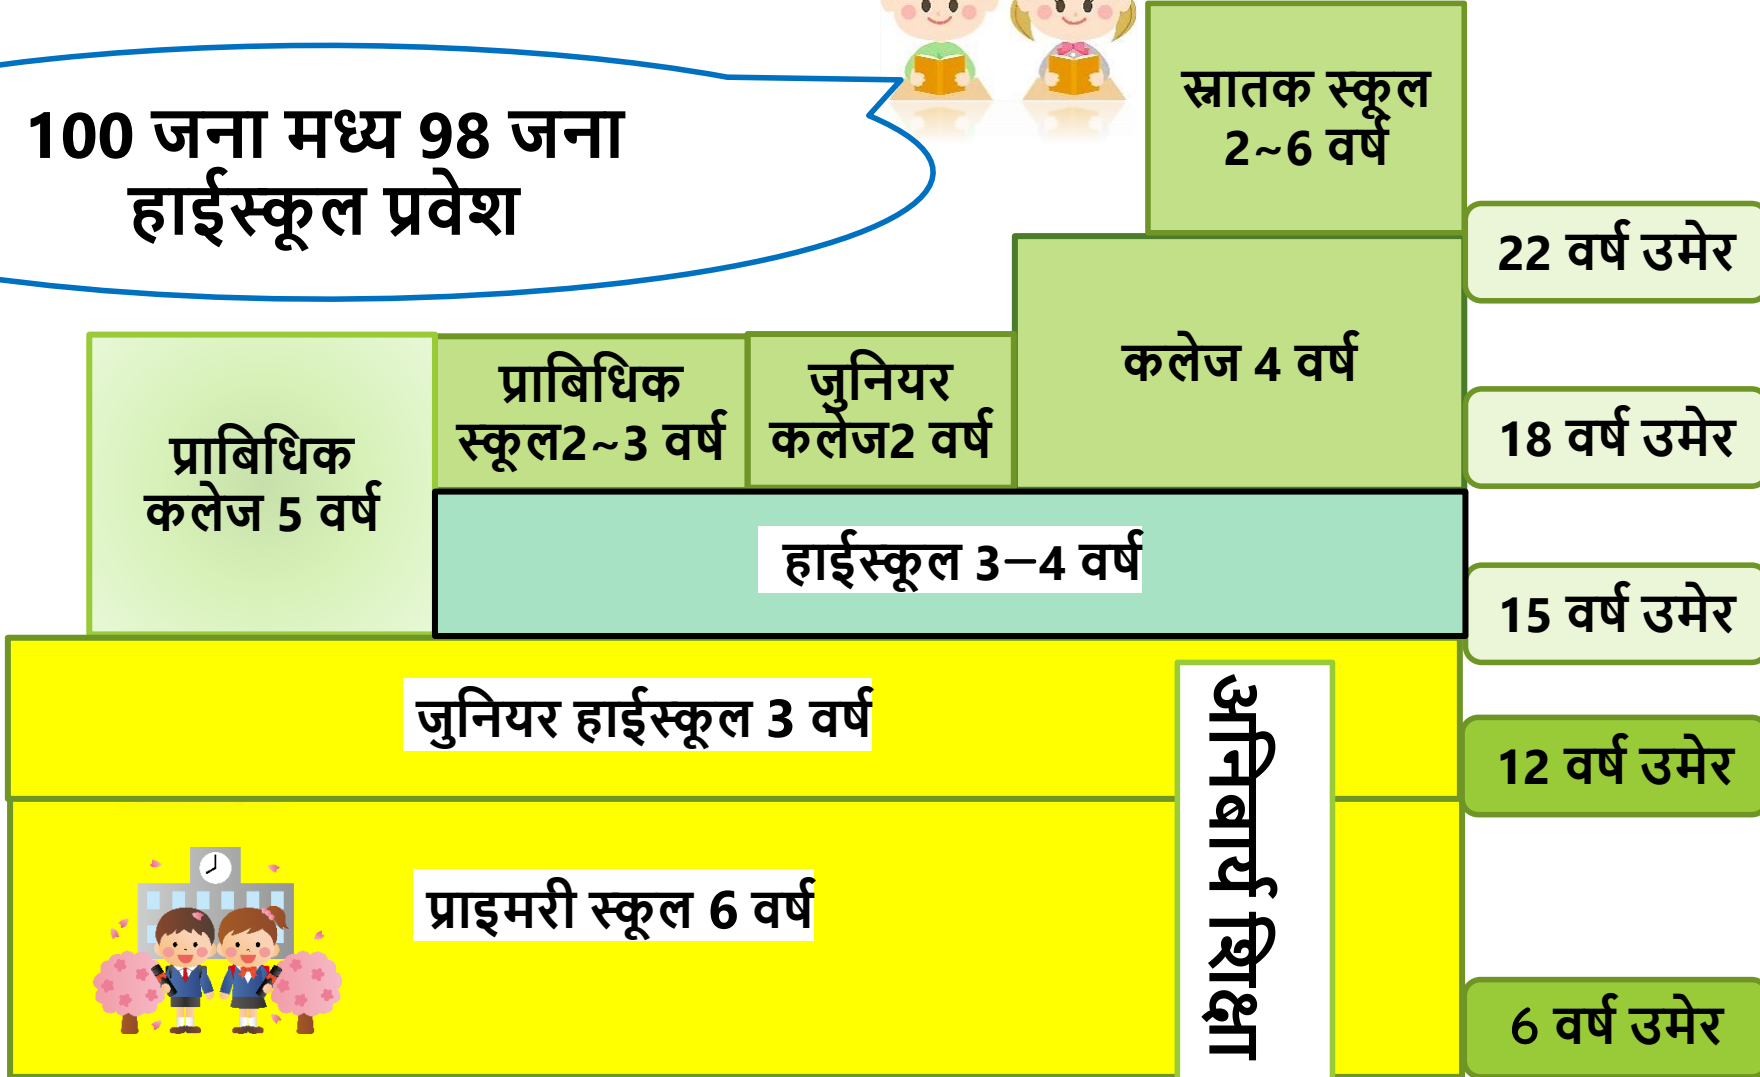 100 जना मध्य 98 जना
हाईस्कूल प्रवेश
स्नातक स्कूल
2~6 वर्ष
22 वर्ष उमेर
कलेज 4 वर्ष
प्राबिधिक
स्कूल2~3 वर्ष
जुनियर
कलेज2 वर्ष
18 वर्ष उमेर
प्राबिधिक
कलेज 5 वर्ष
हाईस्कूल 3–4 वर्ष
15 वर्ष उमेर
जुनियर हाईस्कूल 3 वर्ष
अनिबार्य शिक्षा
12 वर्ष उमेर
प्राइमरी स्कूल 6 वर्ष
6 वर्ष उमेर